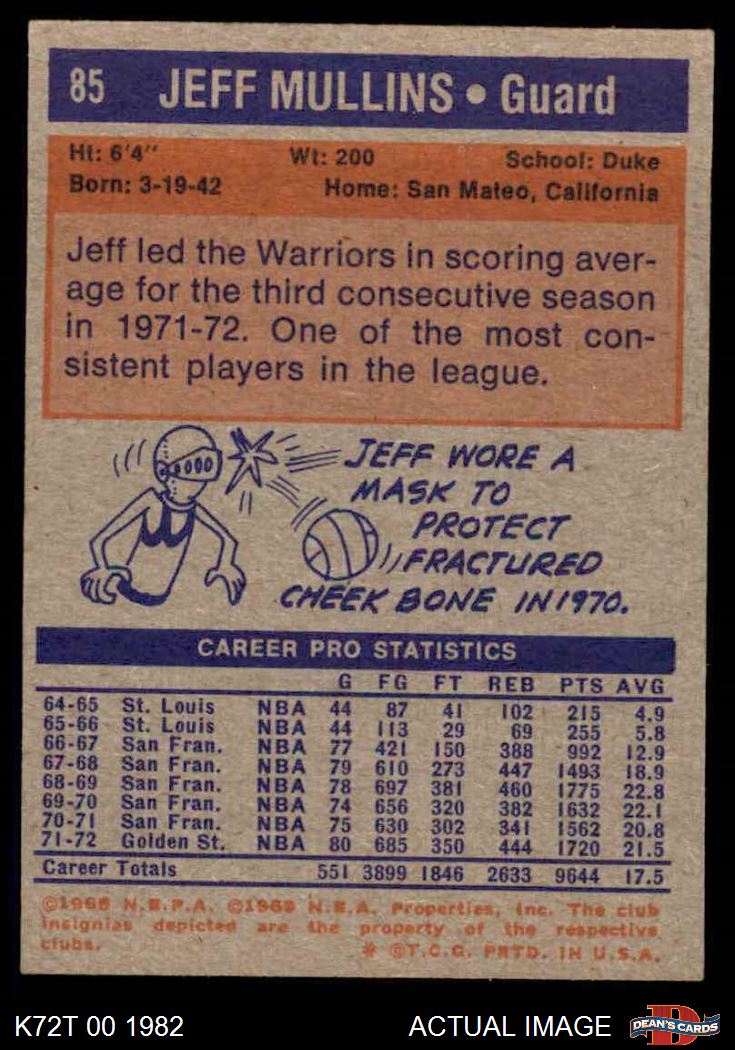 85 JEFF MULLINS • Guard
Ht: 6'4" Wt: 200 School: Duke
Born: 3-19-42 Home: San Mateo, California
Jeff led the Warriors in scoring aver-
age for the third consecutive season
in 1971-72. One of the most con-
sistent players in the league.
JEFF WORE A
MASK TO
PROTECT
FRACTURED
CHEEK BONE IN 1970.
CAREER PRO STATISTICS
G FG FT REB PTS AVG
64-65 St. Louis NBA 44 87 41 102 215 4.9
65-66 St. Louis NBA 44 113 29 69 255 5.8
66-67 San Fran. NBA 77 421 150 388 992 12.9
67-68 San Fran. NBA 79 610 273 447 1493 18.9
68-69 San Fran. NBA 78 697 381 460 1775 22.8
69-70 San Fran. NBA 74 656 320 382 1632 22.1
70-71 San Fran. NBA 75 630 302 341 1562 20.8
71-72 Golden St. NBA 80 685 350 444 1720 21.5
Career Totals 551 3899 1846 2633 9644 17.5
©1968 N.B.P.A. ©1969 N.B.A. Properties, Inc. The club
insignias depicted are the property of the respective
clubs. * ©T.C.G. PRTD. IN U.S.A.
K72T 00 1982 ACTUAL IMAGE D DEAN'S CARDS